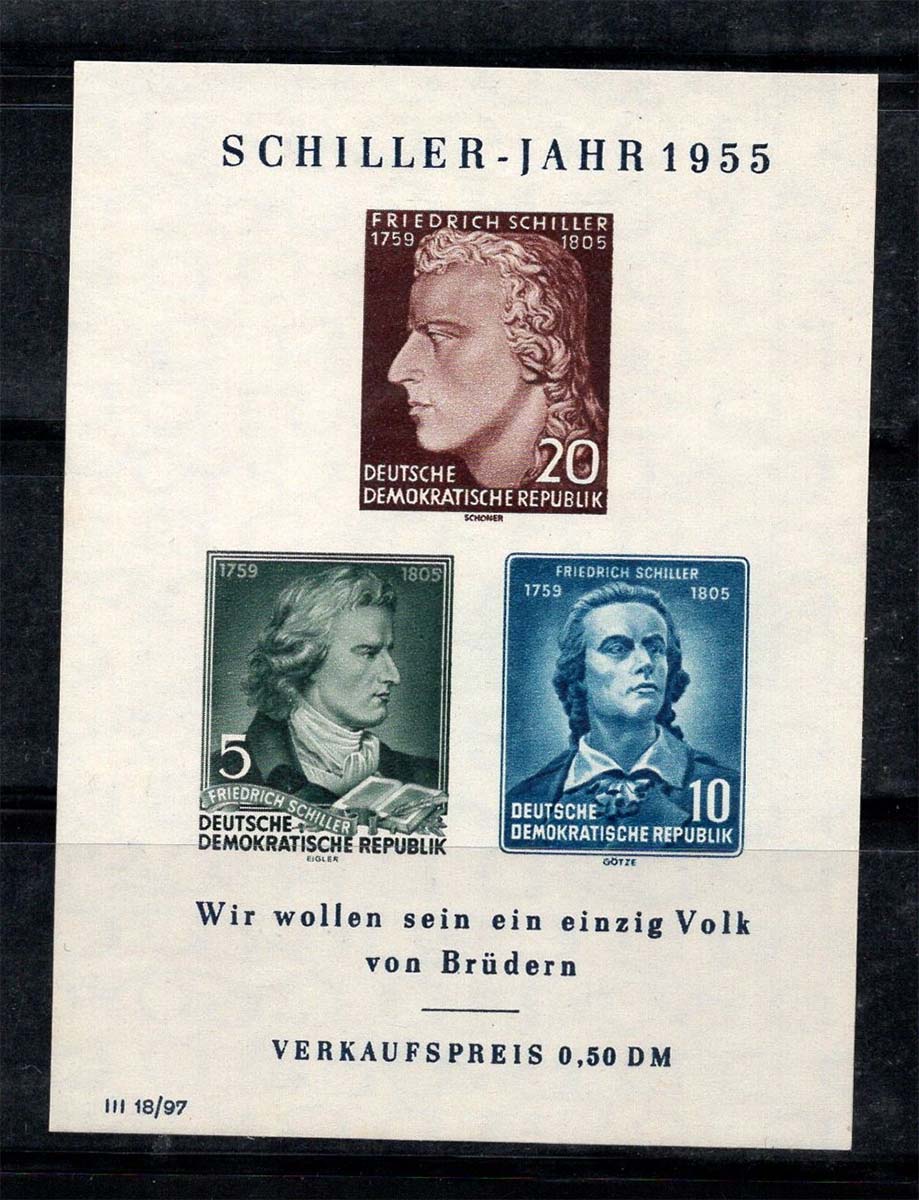 SCHILLER-JAHR 1955
FRIEDRICH SCHILLER
1759 1805
20
DEUTSCHE
DEMOKRATISCHE REPUBLIK
SCHONER
1759 1805
5
FRIEDRICH SCHILLER
DEUTSCHE
DEMOKRATISCHE REPUBLIK
EIGLER
FRIEDRICH SCHILLER
1759 1805
10
DEUTSCHE
DEMOKRATISCHE REPUBLIK
GÖTZE
Wir wollen sein ein einzig Volk
von Brüdern
VERKAUFSPREIS 0,50 DM
III 18/97